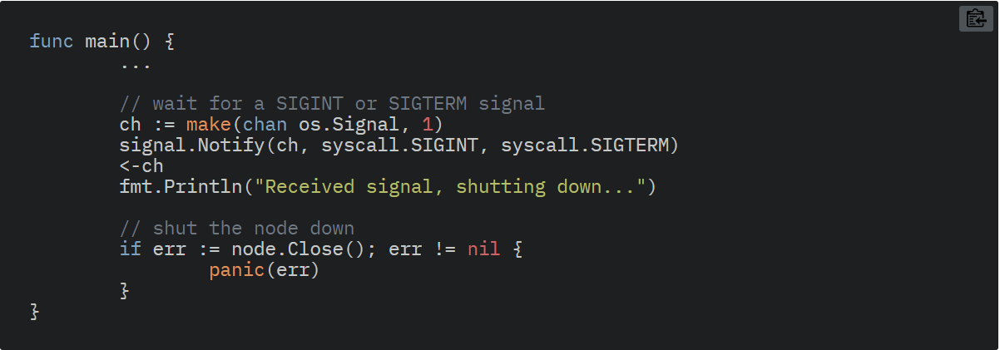 func main() {
        ...

        // wait for a SIGINT or SIGTERM signal
        ch := make(chan os.Signal, 1)
        signal.Notify(ch, syscall.SIGINT, syscall.SIGTERM)
        <-ch
        fmt.Println("Received signal, shutting down...")

        // shut the node down
        if err := node.Close(); err != nil {
                panic(err)
        }
}